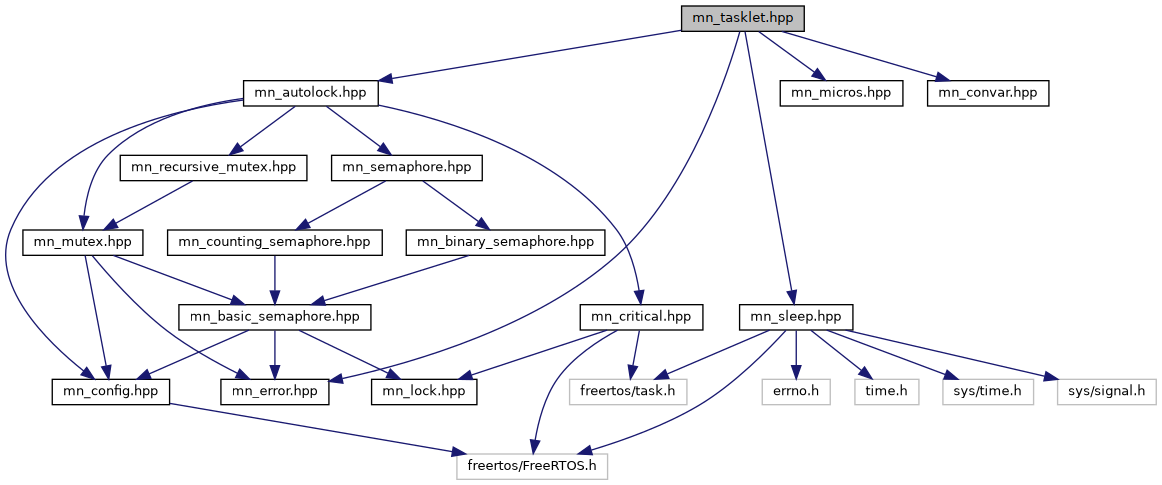 mn_tasklet.hpp
mn_autolock.hpp
mn_micros.hpp
mn_convar.hpp
mn_recursive_mutex.hpp
mn_semaphore.hpp
mn_mutex.hpp
mn_counting_semaphore.hpp
mn_binary_semaphore.hpp
mn_basic_semaphore.hpp
mn_critical.hpp
mn_sleep.hpp
mn_config.hpp
mn_error.hpp
mn_lock.hpp
freertos/task.h
errno.h
time.h
sys/time.h
sys/signal.h
freertos/FreeRTOS.h